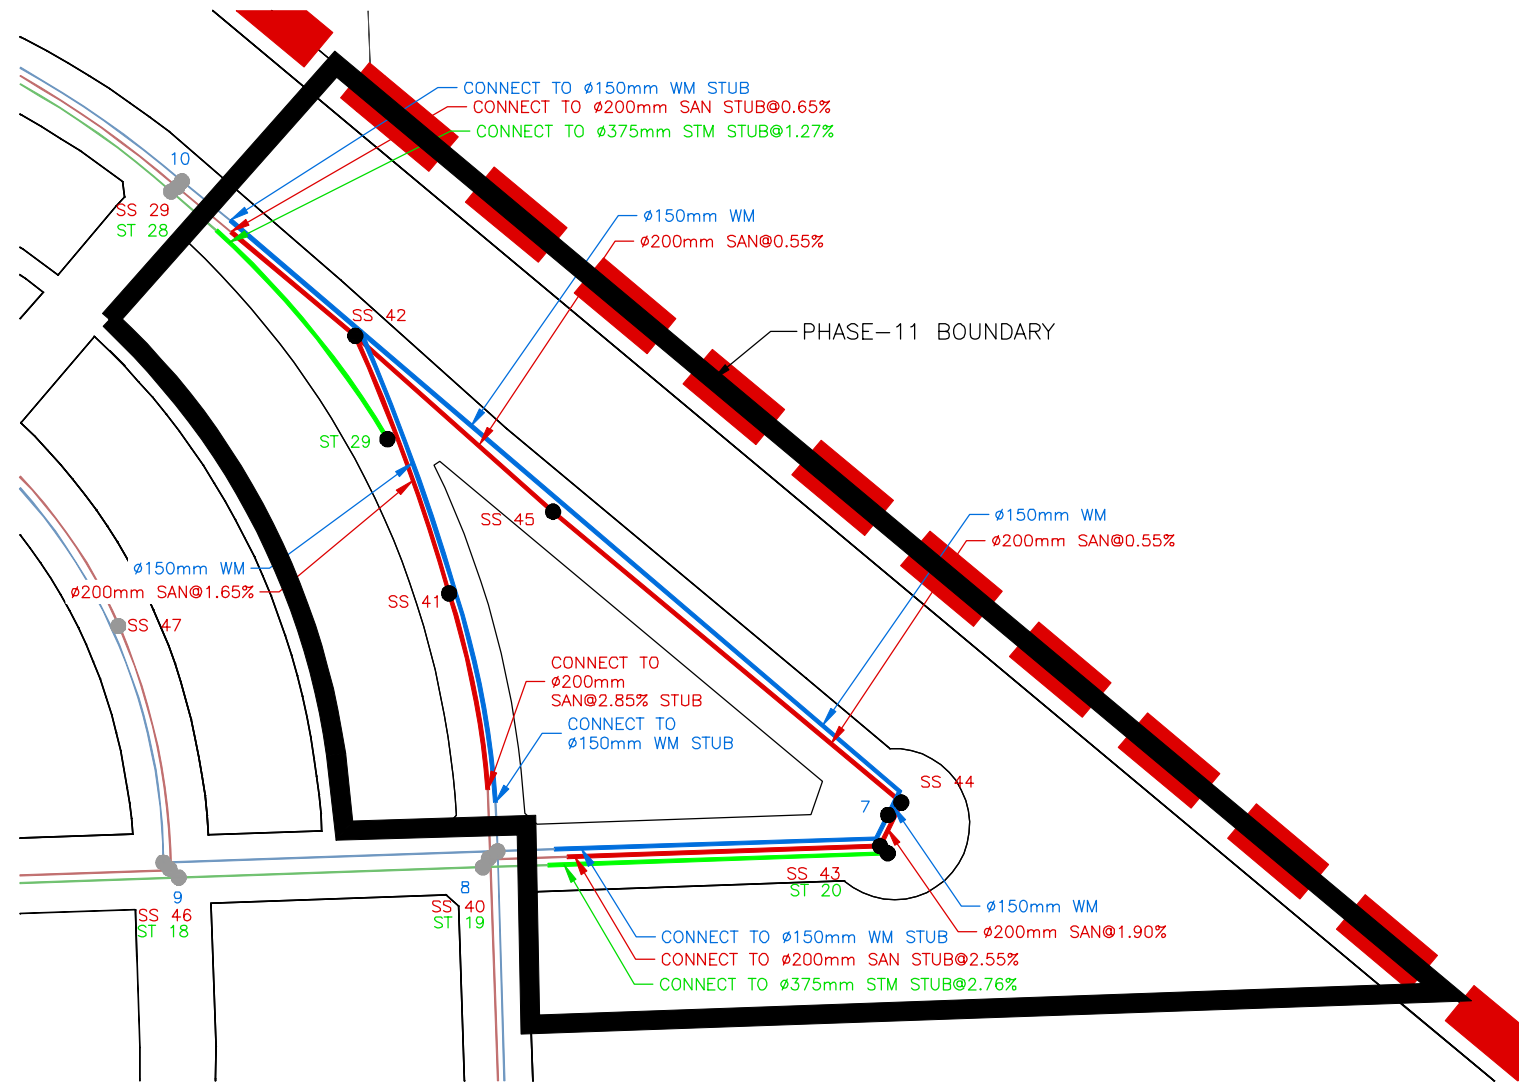 CONNECT TO ø150mm WM STUB
CONNECT TO ø200mm SAN STUB@0.65%
CONNECT TO ø375mm STM STUB@1.27%
10
SS 29
ST 28
ø150mm WM
ø200mm SAN@0.55%
SS 42
PHASE-11 BOUNDARY
ST 29
SS 45
ø150mm WM
ø200mm SAN@0.55%
ø150mm WM
ø200mm SAN@1.65%
SS 41
SS 47
CONNECT TO
ø200mm
SAN@2.85% STUB
CONNECT TO
ø150mm WM STUB
SS 44
7
SS 43
ST 20
9
SS 46
ST 18
8
SS 40
ST 19
ø150mm WM
ø200mm SAN@1.90%
CONNECT TO ø150mm WM STUB
CONNECT TO ø200mm SAN STUB@2.55%
CONNECT TO ø375mm STM STUB@2.76%